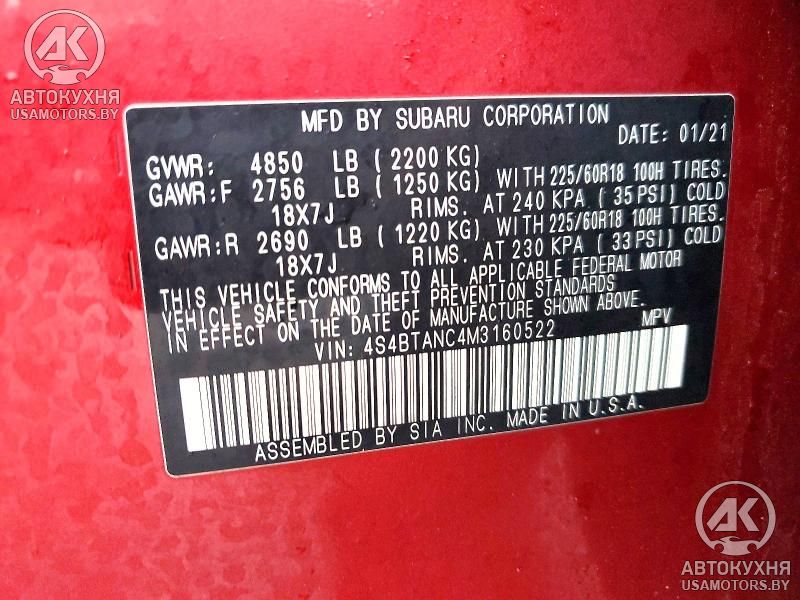 AK
АВТОКУХНЯ
USAMOTORS.BY
MFD BY SUBARU CORPORATION
DATE: 01/21
GVWR: 4850 LB ( 2200 KG)
GAWR:F 2756 LB ( 1250 KG) WITH 225/60R18 100H TIRES.
18X7J RIMS. AT 240 KPA ( 35 PSI) COLD
GAWR:R 2690 LB ( 1220 KG) WITH 225/60R18 100H TIRES.
18X7J RIMS. AT 230 KPA ( 33 PSI) COLD
THIS VEHICLE CONFORMS TO ALL APPLICABLE FEDERAL MOTOR
VEHICLE SAFETY AND THEFT PREVENTION STANDARDS
IN EFFECT ON THE DATE OF MANUFACTURE SHOWN ABOVE.
VIN: 4S4BTANC4M3160522 MPV
ASSEMBLED BY SIA INC. MADE IN U.S.A.
AK
АВТОКУХНЯ
USAMOTORS.BY